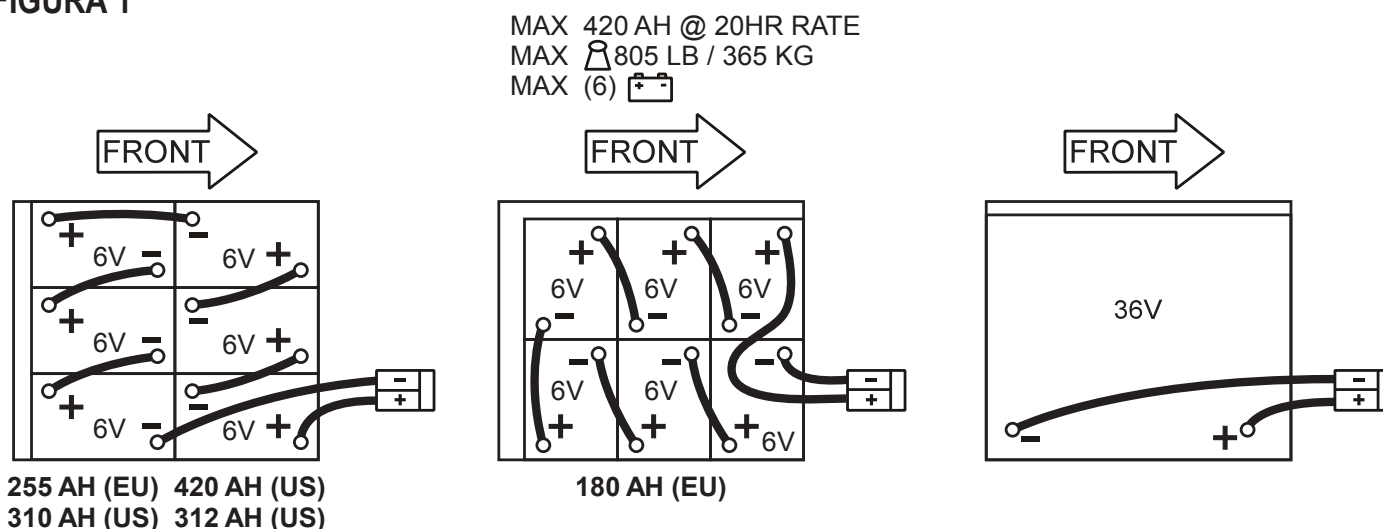 FIGURA 1
MAX 420 AH @ 20HR RATE
MAX 805 LB / 365 KG
MAX (6) + -
FRONT
+ 6V - - 6V +
+ 6V - - 6V +
+ 6V - - 6V +
- +
255 AH (EU) 420 AH (US)
310 AH (US) 312 AH (US)
FRONT
+ + +
6V 6V 6V
- - -
- - -
6V 6V
+ + + 6V
- +
180 AH (EU)
FRONT
36V
- +
- +